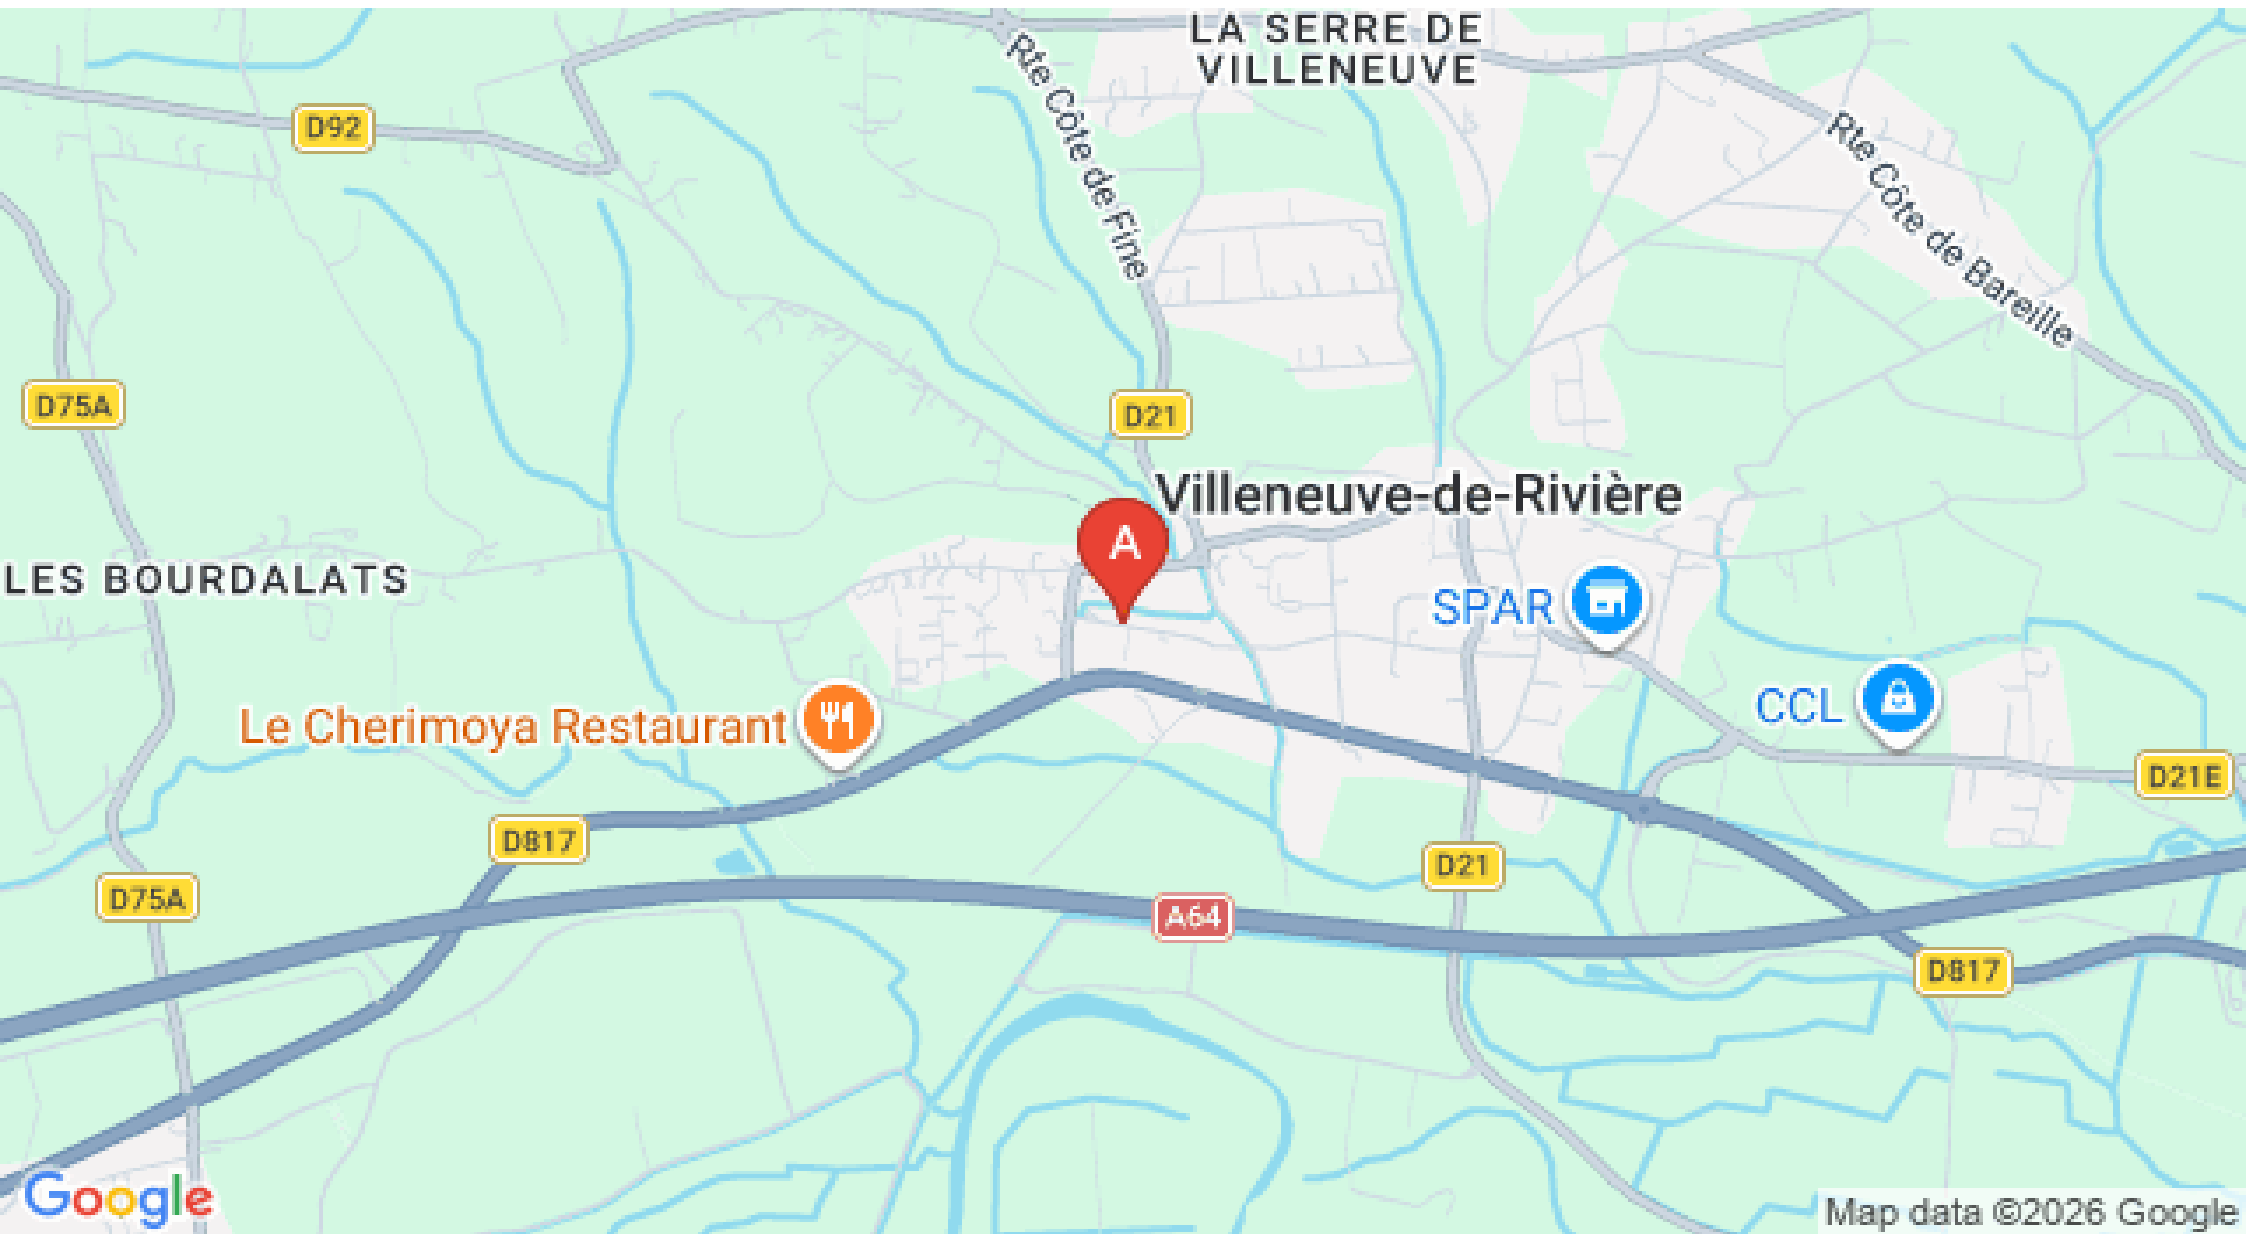 LA SERRE DE
VILLENEUVE
Rte Côte de Fine
D92
Rte Côte de Bareille
D75A
D21
Villeneuve-de-Rivière
A
LES BOURDALATS
SPAR
CCL
Le Cherimoya Restaurant
D21E
D817
D21
D75A
A64
D817
Google
Map data ©2026 Google